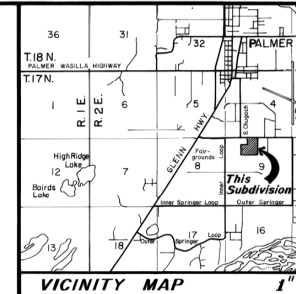 36 31 32 PALMER
T.18 N.
PALMER WASILLA HIGHWAY
T.17 N.
1 R.1E. R.2E. 6 5 4
GLENN HWY.
S. Chugach
High Ridge
Lake
12 7 Fair-
grounds Loop
8 9
Bairds
Lake
This
Subdivision
Inner
Inner Springer Loop Outer Springer
13 18 Outer Springer 17 Loop 16
VICINITY MAP 1"